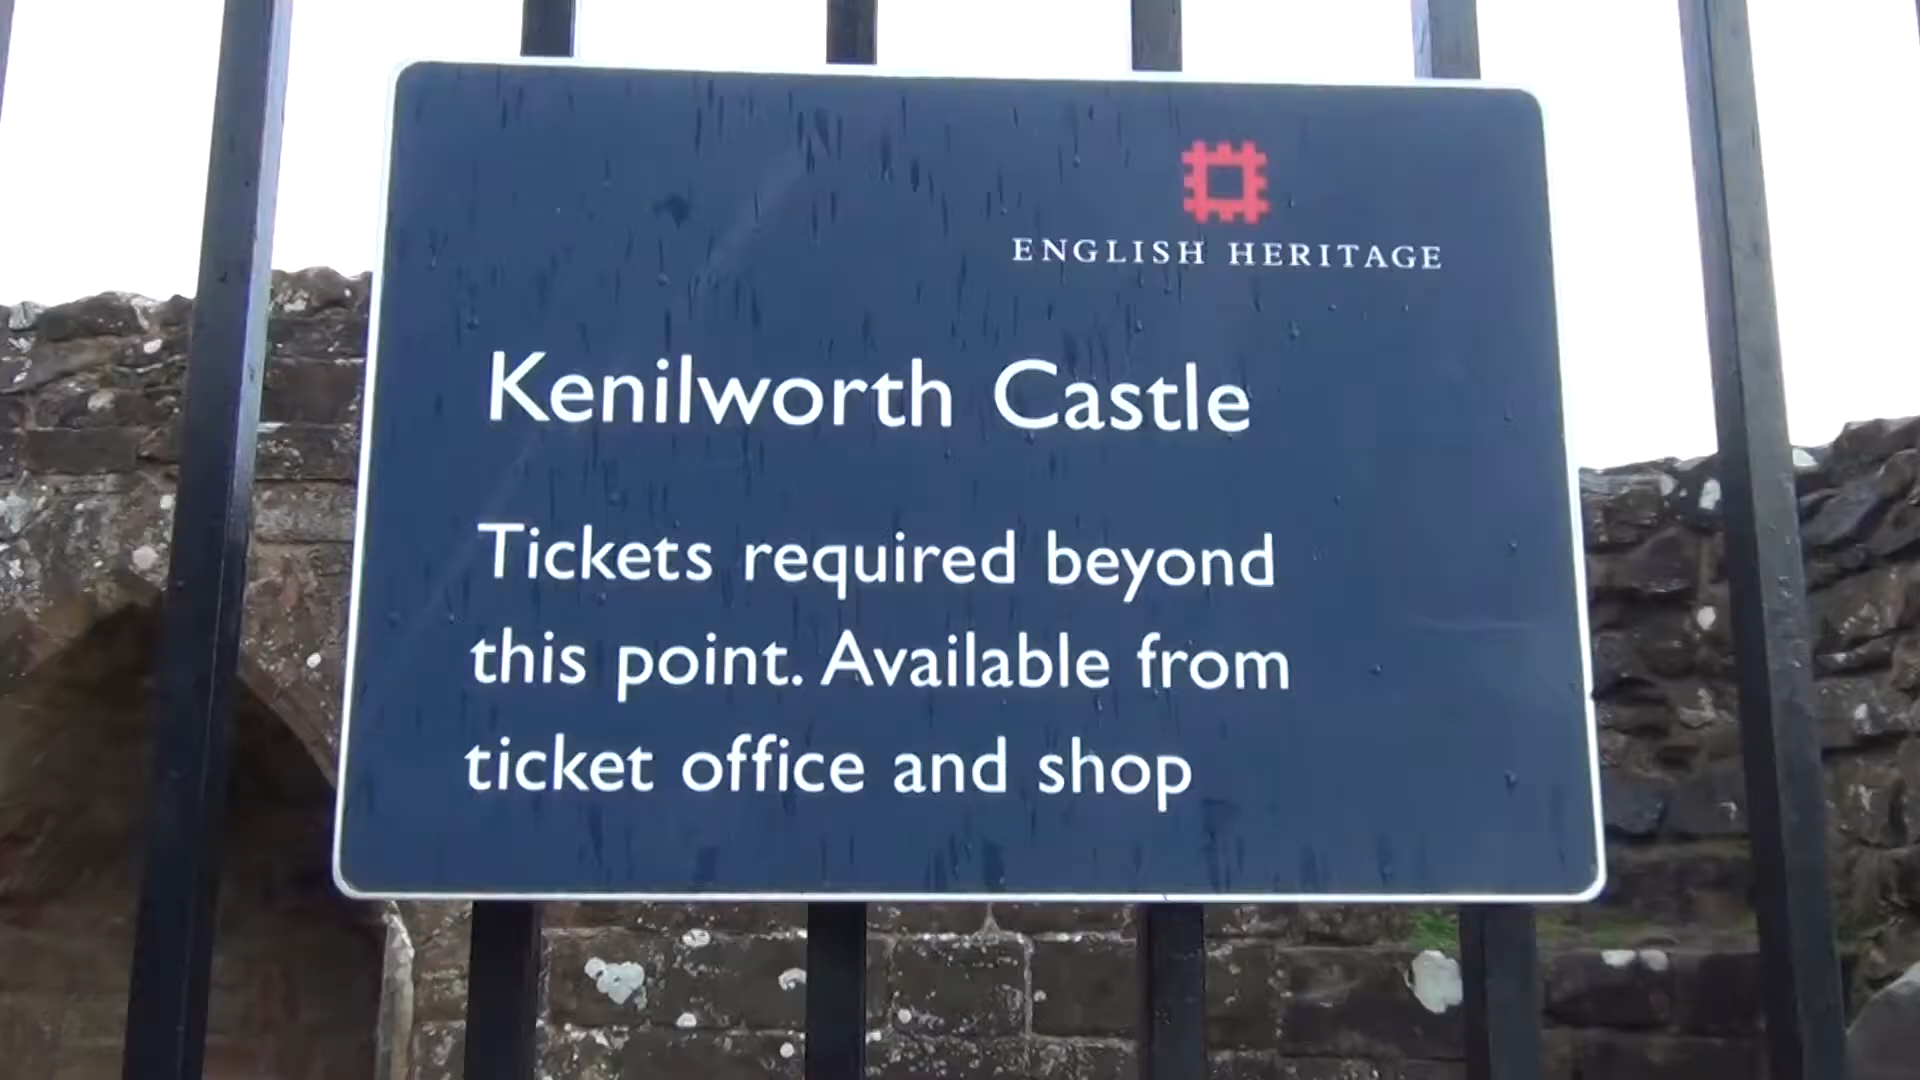 ENGLISH HERITAGE
Kenilworth Castle
Tickets required beyond
this point. Available from
ticket office and shop